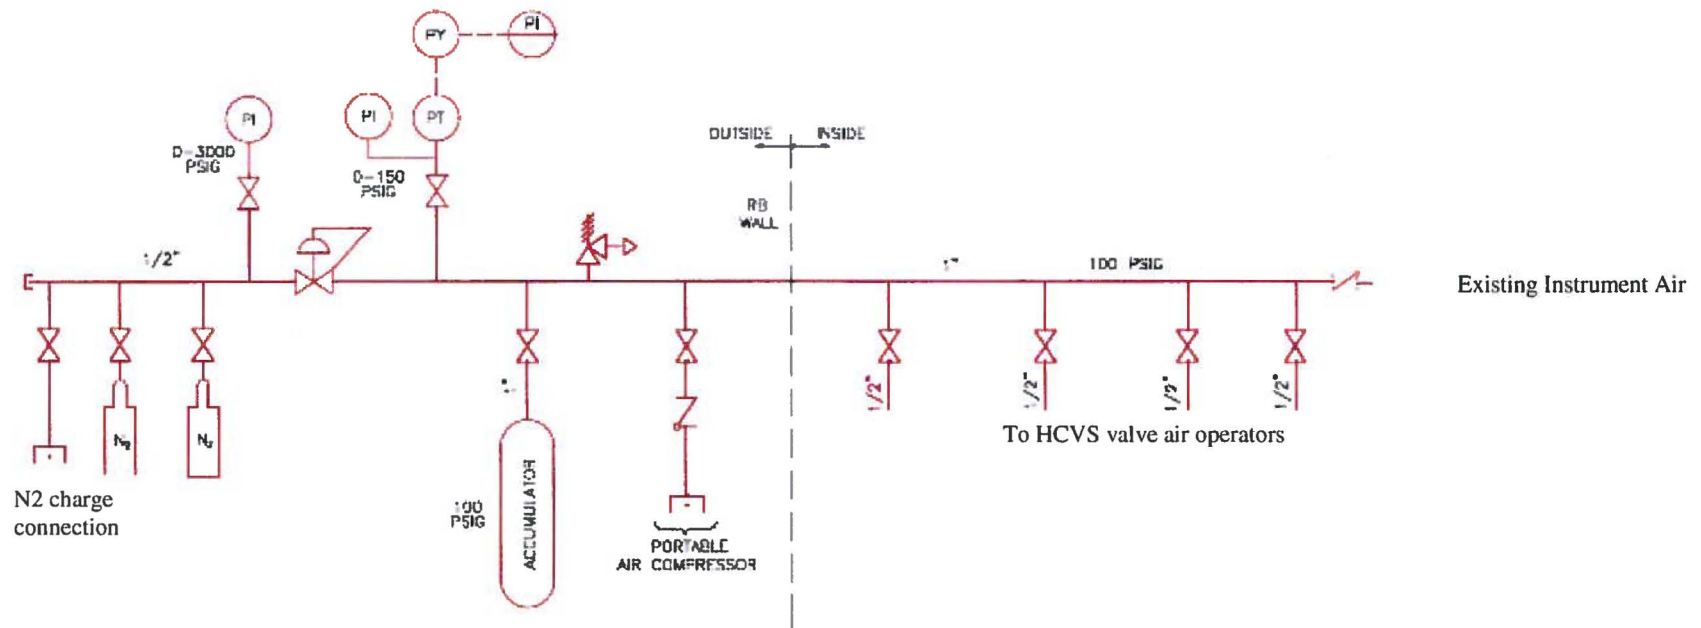 PY
PI
PI
PI
PT
0-3000
PSIG
0-150
PSIG
OUTSIDE
INSIDE
RB
WALL
1/2"
1"
100 PSIG
Existing Instrument Air
1/2"
1/2"
1/2"
1/2"
To HCVS valve air operators
1"
N2
N2
N2 charge
connection
100
PSIG
ACCUMULATOR
PORTABLE
AIR COMPRESSOR